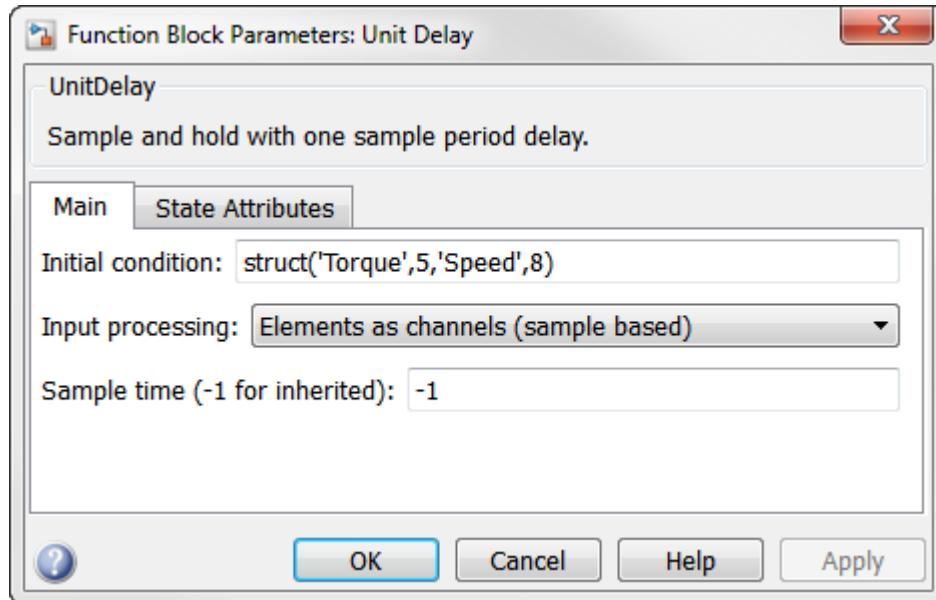 Function Block Parameters: Unit Delay
UnitDelay
Sample and hold with one sample period delay.
Main State Attributes
Initial condition: struct('Torque',5,'Speed',8)
Input processing: Elements as channels (sample based)
Sample time (-1 for inherited): -1
OK Cancel Help Apply